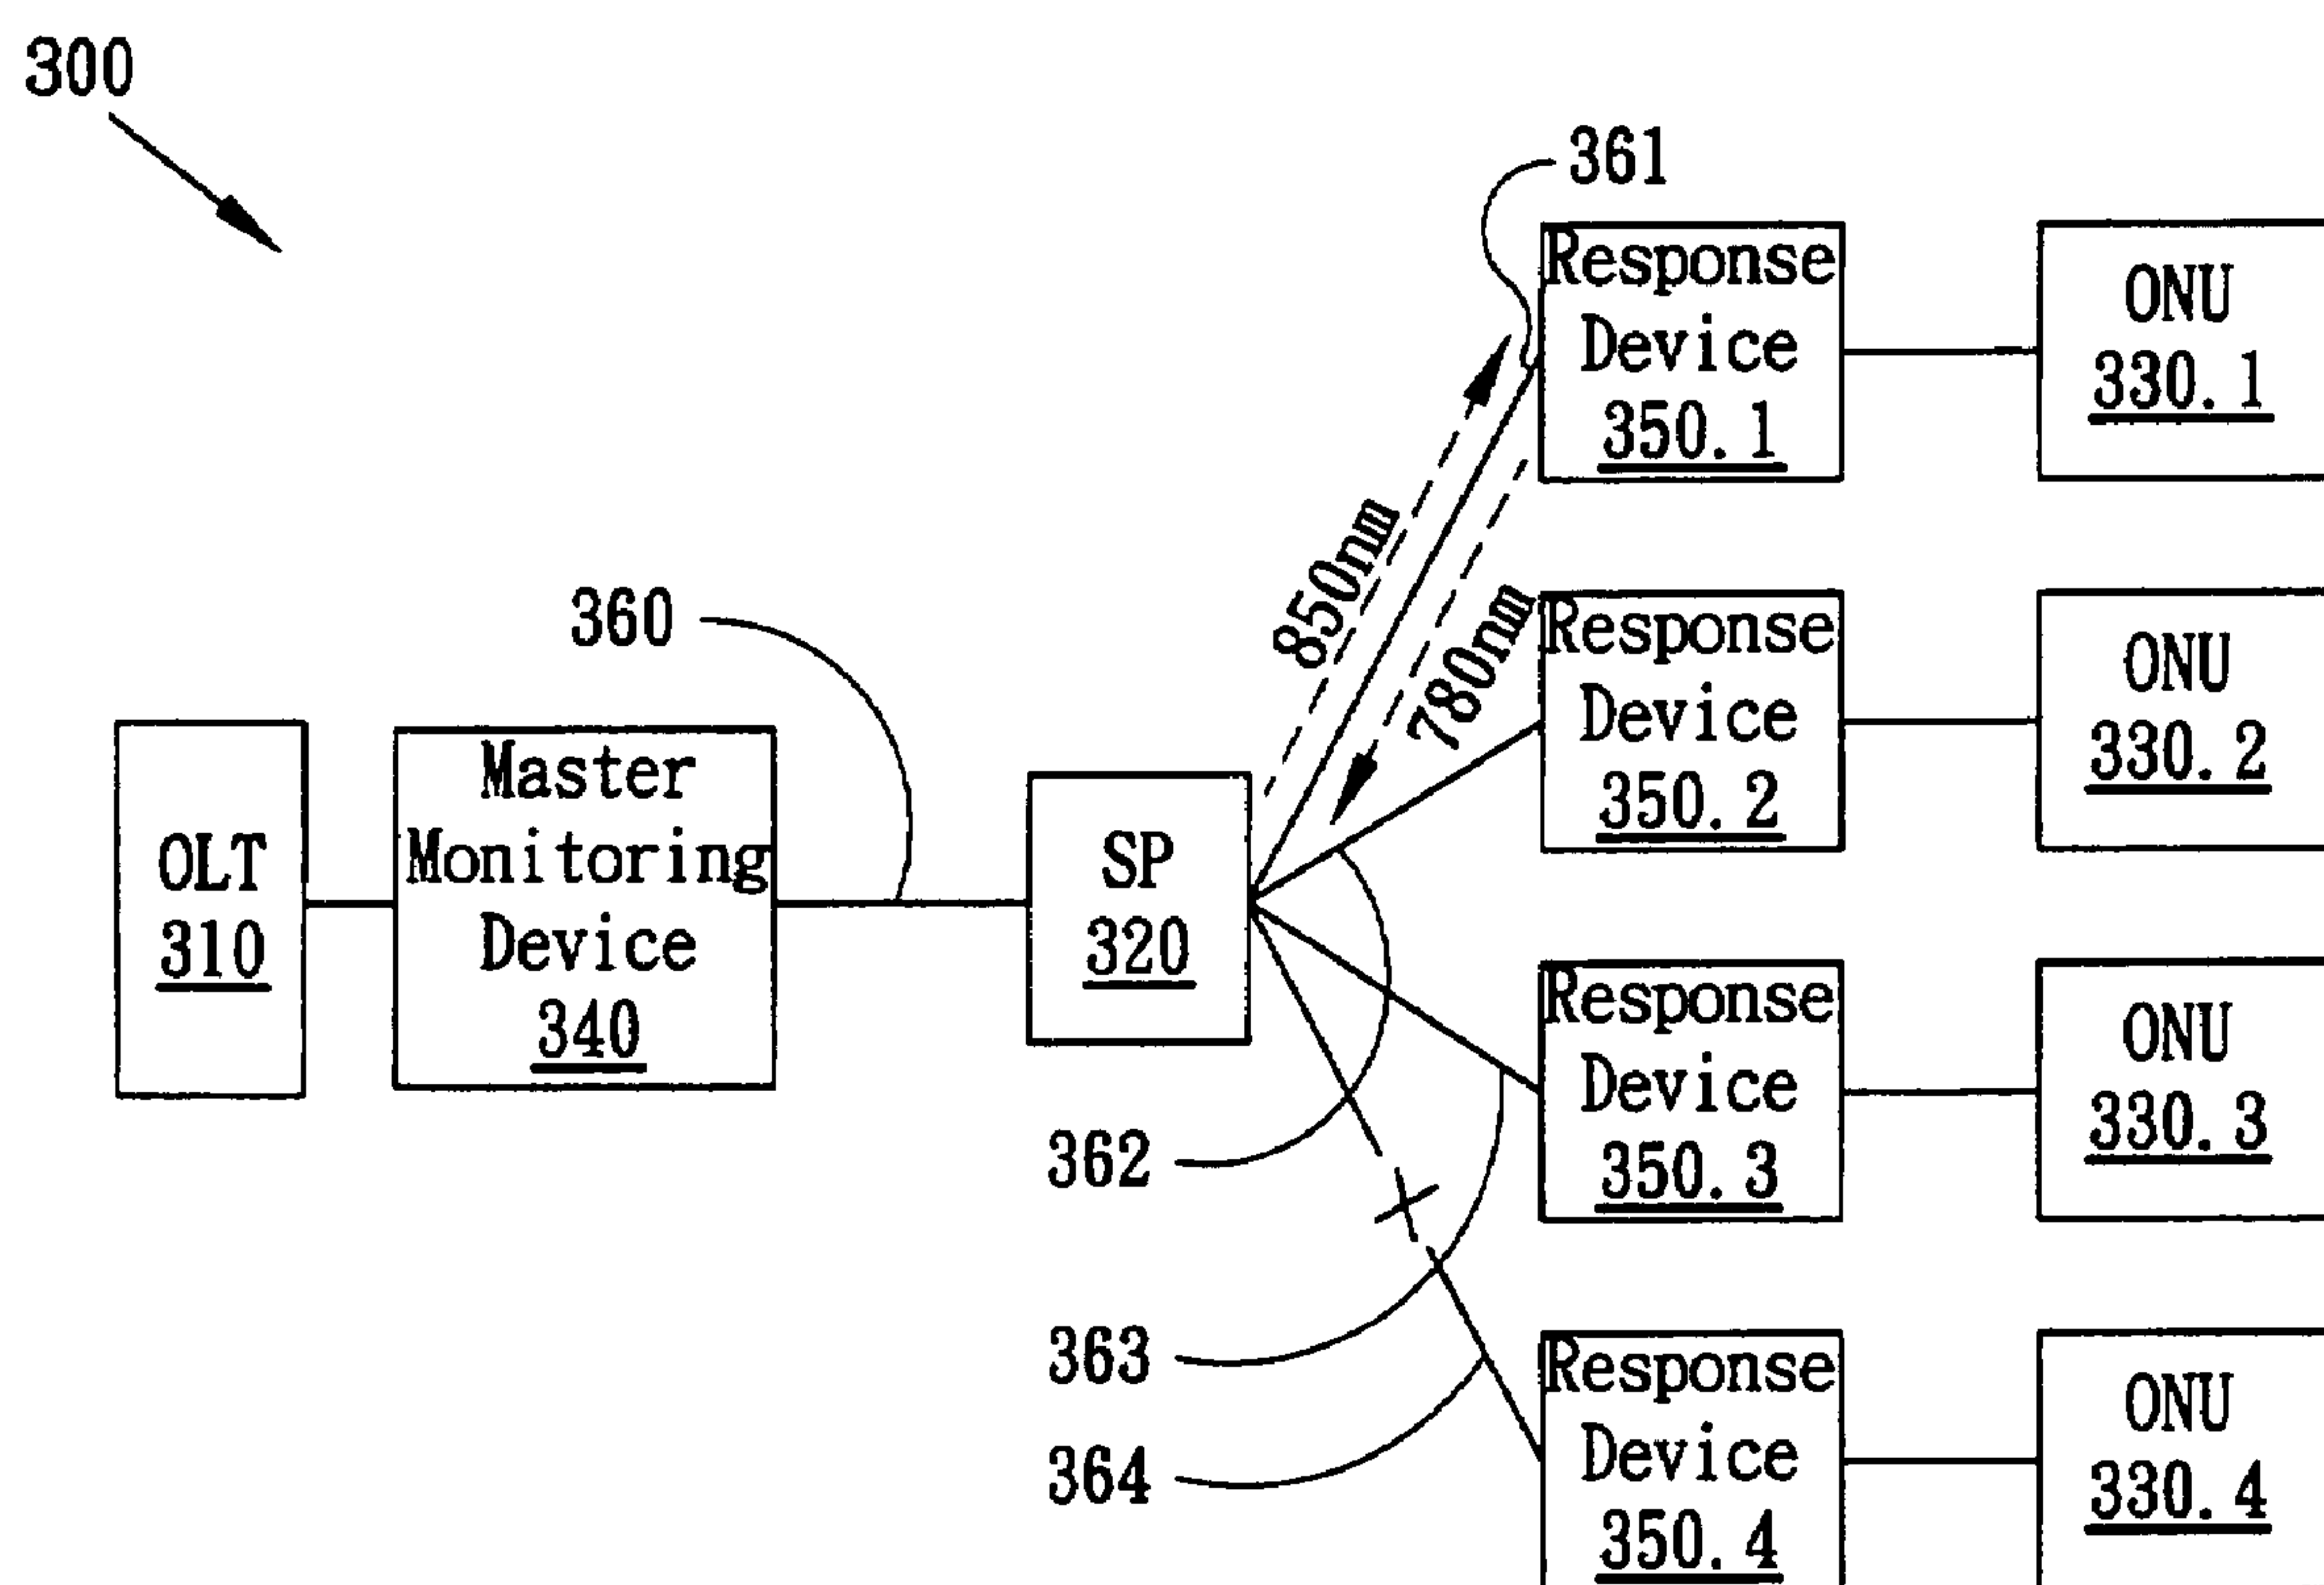 300
361
Response
Device
350.1
ONU
330.1
850nm
780nm
360
Response
Device
350.2
ONU
330.2
OLT
310
Master
Monitoring
Device
340
SP
320
Response
Device
350.3
ONU
330.3
362
363
364
Response
Device
350.4
ONU
330.4